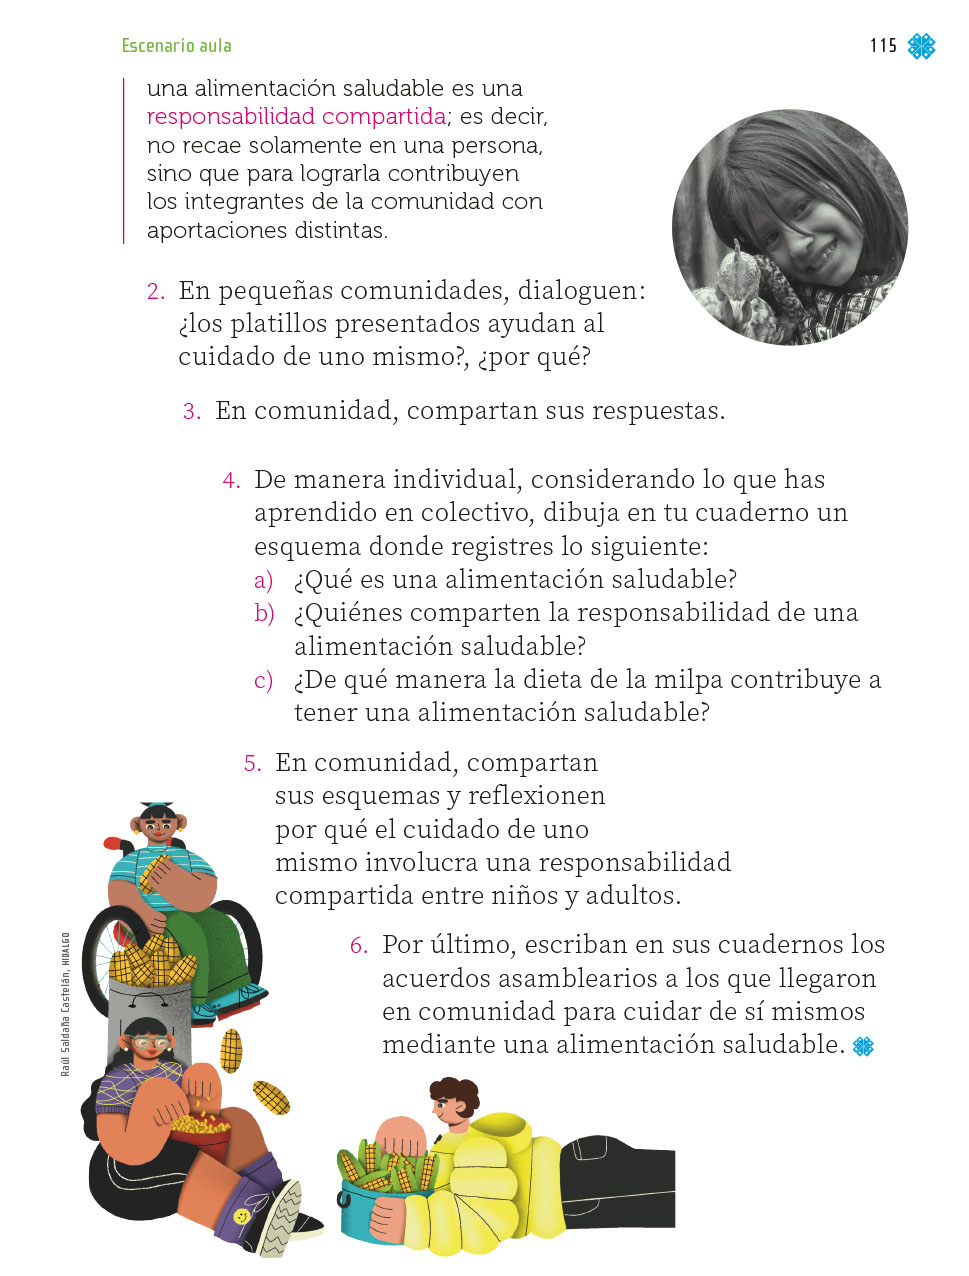 Escenario aula
115
una alimentación saludable es una
responsabilidad compartida; es decir,
no recae solamente en una persona,
sino que para lograrla contribuyen
los integrantes de la comunidad con
aportaciones distintas.
2. En pequeñas comunidades, dialoguen:
¿los platillos presentados ayudan al
cuidado de uno mismo?, ¿por qué?
3. En comunidad, compartan sus respuestas.
4. De manera individual, considerando lo que has
aprendido en colectivo, dibuja en tu cuaderno un
esquema donde registres lo siguiente:
a) ¿Qué es una alimentación saludable?
b) ¿Quiénes comparten la responsabilidad de una
alimentación saludable?
c) ¿De qué manera la dieta de la milpa contribuye a
tener una alimentación saludable?
5. En comunidad, compartan
sus esquemas y reflexionen
por qué el cuidado de uno
mismo involucra una responsabilidad
compartida entre niños y adultos.
6. Por último, escriban en sus cuadernos los
acuerdos asamblearios a los que llegaron
en comunidad para cuidar de sí mismos
mediante una alimentación saludable.
Raúl Saldaña Castelán, HIDALGO